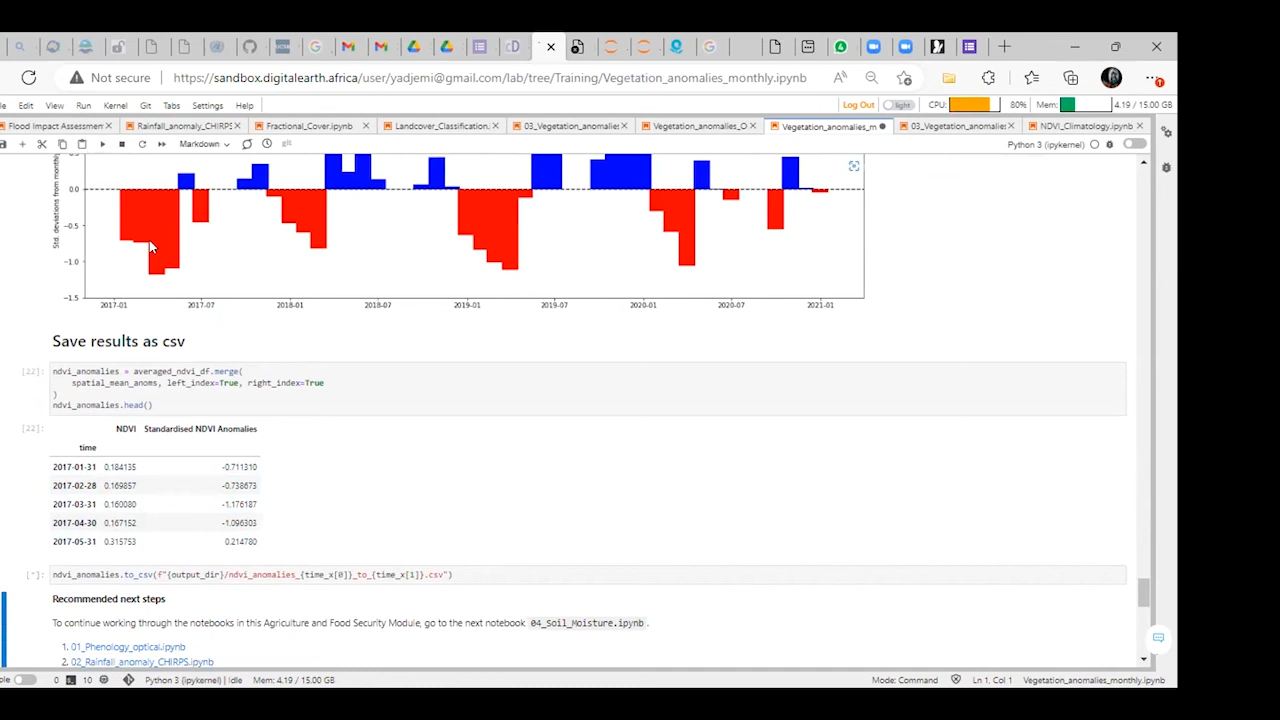 Not secure https://sandbox.digitalearth.africa/user/yadjemi@gmail.com/lab/tree/Training/Vegetation_anomalies_monthly.ipynb
le Edit View Run Kernel Git Tabs Settings Help Log Out light CPU: 80% Mem: 4.19 / 15.00 GB
Flood Impact Assessmen Rainfall_anomaly_CHIRPS Fractional_Cover.ipynb Landcover_Classification. 03_Vegetation_anomalies Vegetation_anomalies_O Vegetation_anomalies_m 03_Vegetation_anomalies NDVI_Climatology.ipynb
Markdown git Python 3 (ipykernel)
Std. deviations from monthly
0.0
−0.5
−1.0
−1.5
2017-01 2017-07 2018-01 2018-07 2019-01 2019-07 2020-01 2020-07 2021-01
Save results as csv
[22]: ndvi_anomalies = averaged_ndvi_df.merge(
spatial_mean_anoms, left_index=True, right_index=True
)
ndvi_anomalies.head()
[22]: NDVI Standardised NDVI Anomalies
time
2017-01-31 0.184135 -0.711310
2017-02-28 0.169857 -0.738673
2017-03-31 0.160080 -1.176187
2017-04-30 0.167152 -1.096303
2017-05-31 0.315753 0.214780
[*]: ndvi_anomalies.to_csv(f"{output_dir}/ndvi_anomalies_{time_x[0]}_to_{time_x[1]}.csv")
Recommended next steps
To continue working through the notebooks in this Agriculture and Food Security Module, go to the next notebook 04_Soil_Moisture.ipynb.
1. 01_Phenology_optical.ipynb
2. 02_Rainfall_anomaly_CHIRPS.ipynb
ple 0 10 Python 3 (ipykernel) | Idle Mem: 4.19 / 15.00 GB Mode: Command Ln 1, Col 1 Vegetation_anomalies_monthly.ipynb